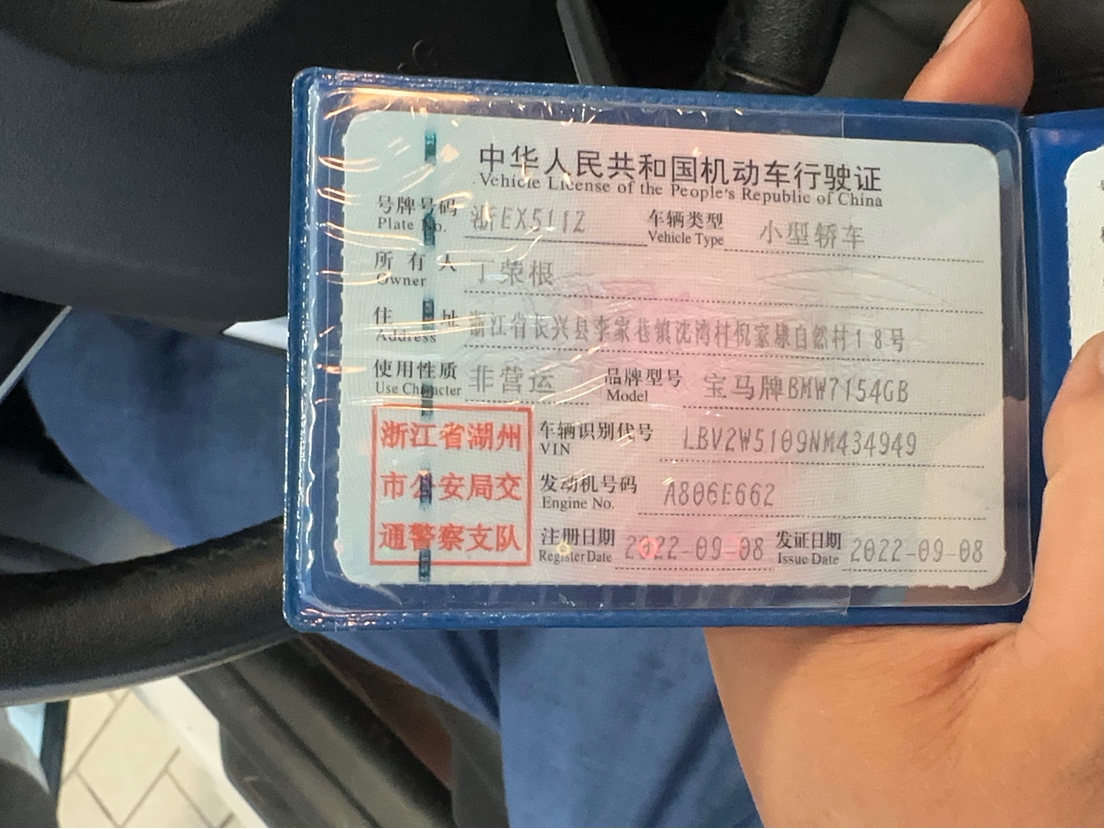 中华人民共和国机动车行驶证
Vehicle License of the People's Republic of China
号牌号码 浙EX5112 车辆类型 小型轿车
Plate No. Vehicle Type
所有人 丁荣根
Owner
住址 浙江省长兴县李家巷镇沈湾村倪家隶自然村18号
Address
使用性质 非营运 品牌型号 宝马牌BMW7154GB
Use Character Model
浙江省湖州
市公安局交
通警察支队
车辆识别代号 LBV2W5109NM434949
VIN
发动机号码 A806E662
Engine No.
注册日期 2022-09-08 发证日期 2022-09-08
Register Date Issue Date